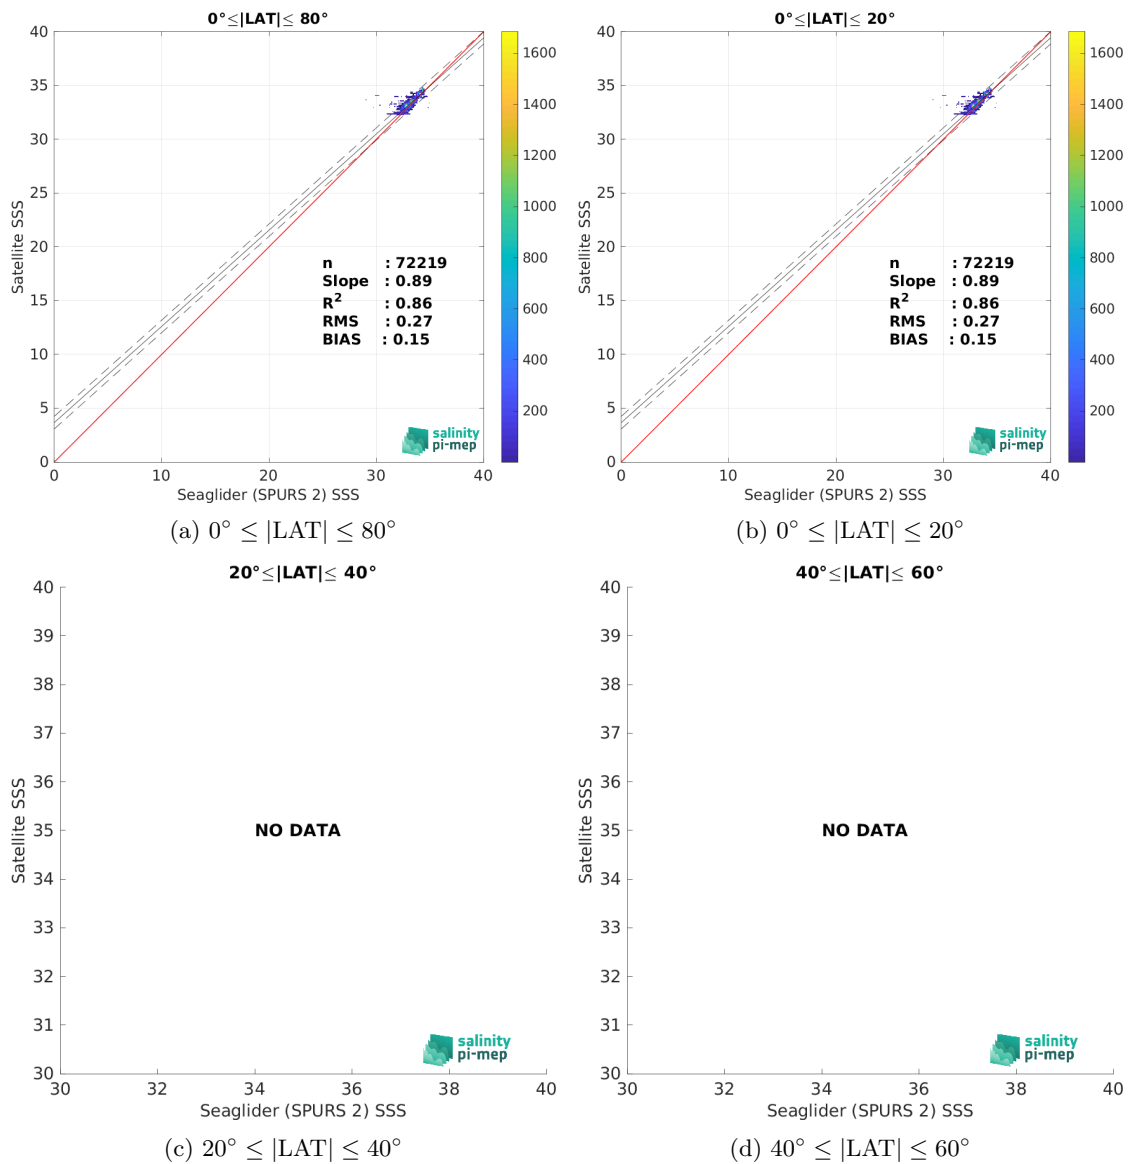 0°≤|LAT|≤ 80°
40
35
30
25
20
15
10
5
0
Satellite SSS
n : 72219
Slope : 0.89
R² : 0.86
RMS : 0.27
BIAS : 0.15
salinity
pi-mep
0 10 20 30 40
Seaglider (SPURS 2) SSS
1600
1400
1200
1000
800
600
400
200
(a) 0° ≤ |LAT| ≤ 80°
0°≤|LAT|≤ 20°
40
35
30
25
20
15
10
5
0
Satellite SSS
n : 72219
Slope : 0.89
R² : 0.86
RMS : 0.27
BIAS : 0.15
salinity
pi-mep
0 10 20 30 40
Seaglider (SPURS 2) SSS
1600
1400
1200
1000
800
600
400
200
(b) 0° ≤ |LAT| ≤ 20°
20°≤|LAT|≤ 40°
40
39
38
37
36
35
34
33
32
31
30
Satellite SSS
NO DATA
salinity
pi-mep
30 32 34 36 38 40
Seaglider (SPURS 2) SSS
(c) 20° ≤ |LAT| ≤ 40°
40°≤|LAT|≤ 60°
40
39
38
37
36
35
34
33
32
31
30
Satellite SSS
NO DATA
salinity
pi-mep
30 32 34 36 38 40
Seaglider (SPURS 2) SSS
(d) 40° ≤ |LAT| ≤ 60°